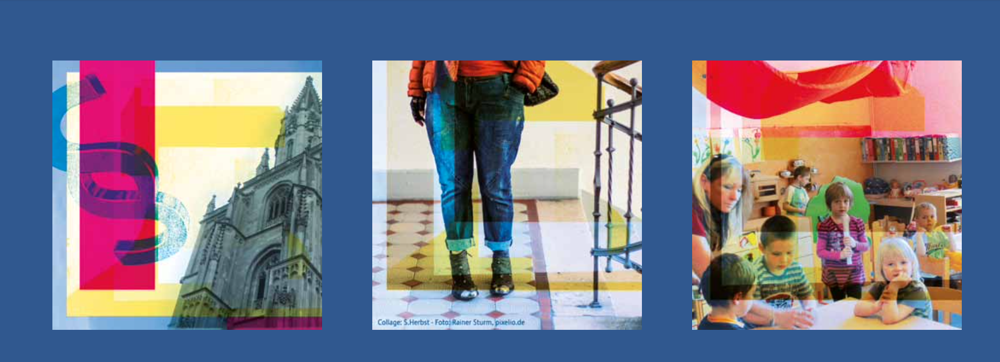 Collage: S.Herbst - Foto: Rainer Sturm, pixelio.de